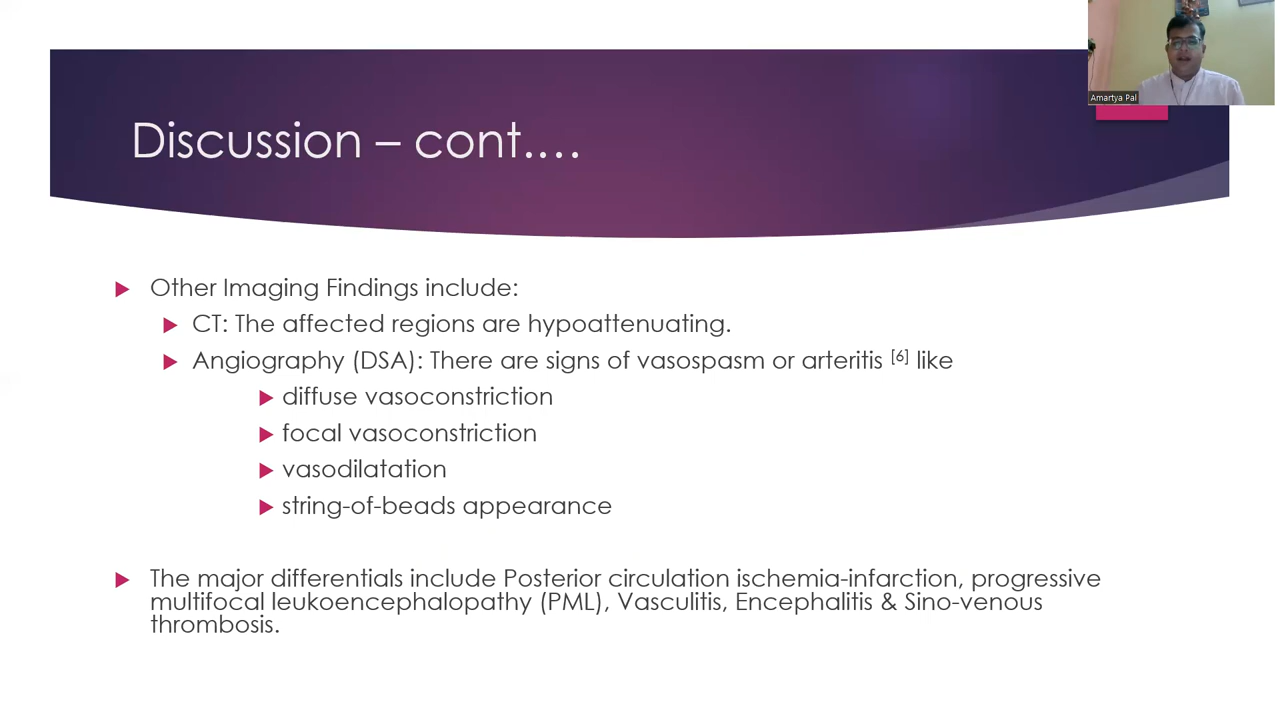 Amartya Pal
Discussion – cont.…
Other Imaging Findings include:
CT: The affected regions are hypoattenuating.
Angiography (DSA): There are signs of vasospasm or arteritis [6] like
diffuse vasoconstriction
focal vasoconstriction
vasodilatation
string-of-beads appearance
The major differentials include Posterior circulation ischemia-infarction, progressive
multifocal leukoencephalopathy (PML), Vasculitis, Encephalitis & Sino-venous
thrombosis.